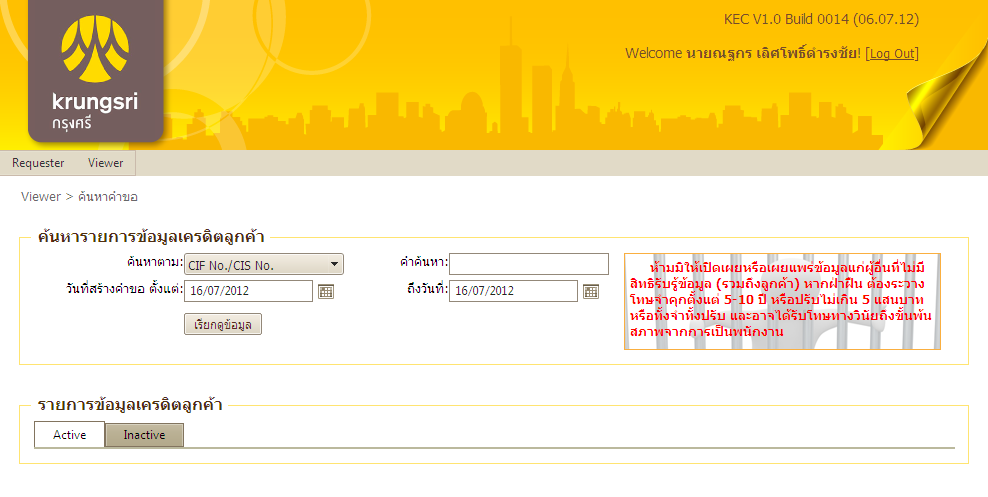 KEC V1.0 Build 0014 (06.07.12)
Welcome นายณฐกร เลิศโพธิ์ดำรงชัย! [Log Out]
krungsri
กรุงศรี
Requester Viewer
Viewer > ค้นหาคำขอ
ค้นหารายการข้อมูลเครดิตลูกค้า
ค้นหาตาม: CIF No./CIS No. คำค้นหา:
วันที่สร้างคำขอ ตั้งแต่: 16/07/2012 ถึงวันที่: 16/07/2012
เรียกดูข้อมูล
ห้ามมิให้เปิดเผยหรือเผยแพร่ข้อมูลแก่ผู้อื่นที่ไม่มี
สิทธิรับรู้ข้อมูล (รวมถึงลูกค้า) หากฝ่าฝืน ต้องระวาง
โทษจำคุกตั้งแต่ 5-10 ปี หรือปรับไม่เกิน 5 แสนบาท
หรือทั้งจำทั้งปรับ และอาจได้รับโทษทางวินัยถึงขั้นพ้น
สภาพจากการเป็นพนักงาน
รายการข้อมูลเครดิตลูกค้า
Active Inactive